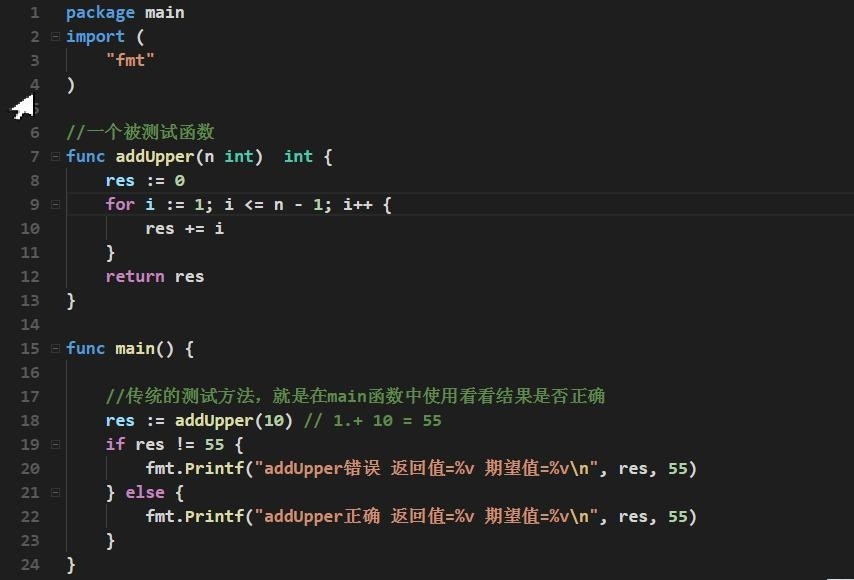 1 package main
2 import (
3 "fmt"
4 )
5
6 //一个被测试函数
7 func addUpper(n int)  int {
8 res := 0
9 for i := 1; i <= n - 1; i++ {
10 res += i
11 }
12 return res
13 }
14
15 func main() {
16
17 //传统的测试方法，就是在main函数中使用看看结果是否正确
18 res := addUpper(10) // 1.+ 10 = 55
19 if res != 55 {
20 fmt.Printf("addUpper错误 返回值=%v 期望值=%v\n", res, 55)
21 } else {
22 fmt.Printf("addUpper正确 返回值=%v 期望值=%v\n", res, 55)
23 }
24 }